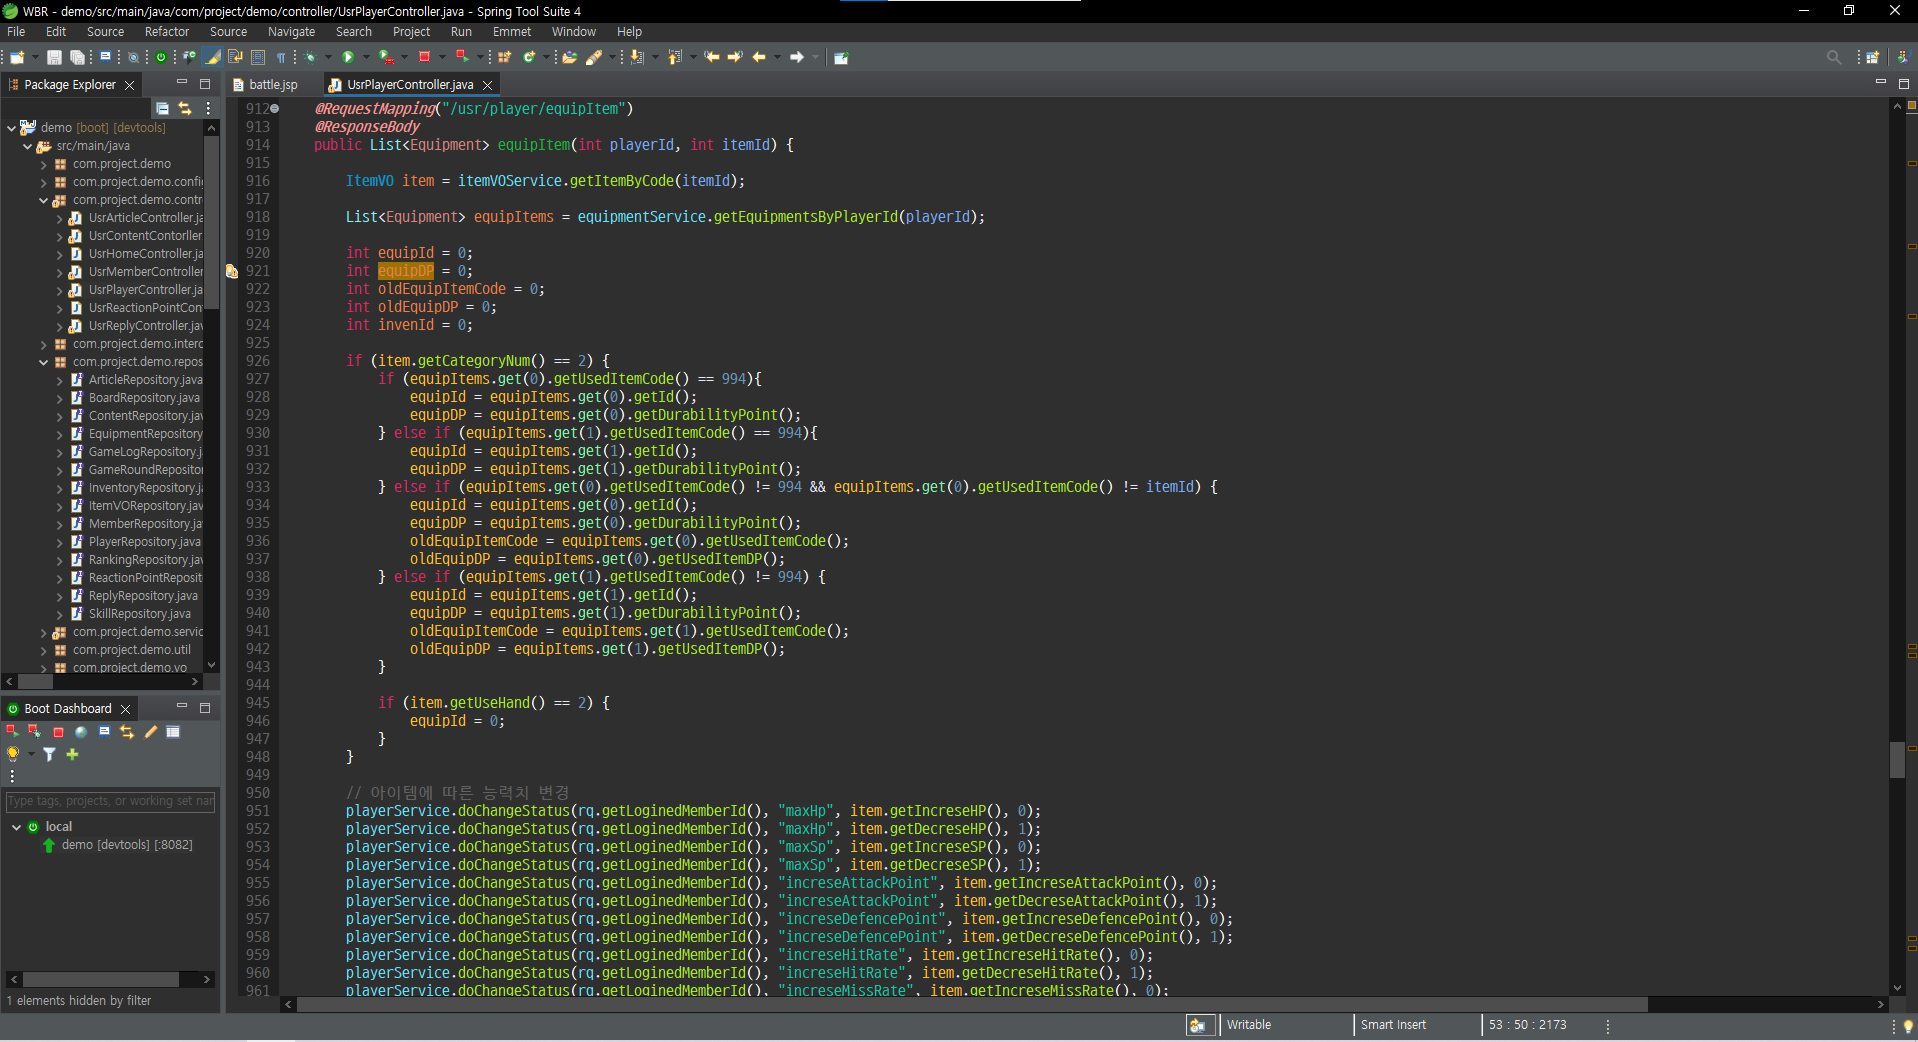 WBR - demo/src/main/java/com/project/demo/controller/UsrPlayerController.java - Spring Tool Suite 4
File Edit Source Refactor Source Navigate Search Project Run Emmet Window Help
Package Explorer
demo [boot] [devtools]
src/main/java
com.project.demo
com.project.demo.confi
com.project.demo.contr
UsrArticleController.ja
UsrContentContorller
UsrHomeController.ja
UsrMemberController
UsrPlayerController.ja
UsrReactionPointCon
UsrReplyController.jav
com.project.demo.interc
com.project.demo.repos
ArticleRepository.java
BoardRepository.java
ContentRepository.jav
EquipmentRepository
GameLogRepository.ja
GameRoundRepositor
InventoryRepository.ja
ItemVORepository.jav
MemberRepository.jav
PlayerRepository.java
RankingRepository.jav
ReactionPointReposit
ReplyRepository.java
SkillRepository.java
com.project.demo.servic
com.project.demo.util
com.project.demo.vo
Boot Dashboard
Type tags, projects, or working set nam
local
demo [devtools] [:8082]
1 elements hidden by filter
battle.jsp UsrPlayerController.java
912 @RequestMapping("/usr/player/equipItem")
913 @ResponseBody
914 public List<Equipment> equipItem(int playerId, int itemId) {
915
916 ItemVO item = itemVOService.getItemByCode(itemId);
917
918 List<Equipment> equipItems = equipmentService.getEquipmentsByPlayerId(playerId);
919
920 int equipId = 0;
921 int equipDP = 0;
922 int oldEquipItemCode = 0;
923 int oldEquipDP = 0;
924 int invenId = 0;
925
926 if (item.getCategoryNum() == 2) {
927 if (equipItems.get(0).getUsedItemCode() == 994){
928 equipId = equipItems.get(0).getId();
929 equipDP = equipItems.get(0).getDurabilityPoint();
930 } else if (equipItems.get(1).getUsedItemCode() == 994){
931 equipId = equipItems.get(1).getId();
932 equipDP = equipItems.get(1).getDurabilityPoint();
933 } else if (equipItems.get(0).getUsedItemCode() != 994 && equipItems.get(0).getUsedItemCode() != itemId) {
934 equipId = equipItems.get(0).getId();
935 equipDP = equipItems.get(0).getDurabilityPoint();
936 oldEquipItemCode = equipItems.get(0).getUsedItemCode();
937 oldEquipDP = equipItems.get(0).getUsedItemDP();
938 } else if (equipItems.get(1).getUsedItemCode() != 994) {
939 equipId = equipItems.get(1).getId();
940 equipDP = equipItems.get(1).getDurabilityPoint();
941 oldEquipItemCode = equipItems.get(1).getUsedItemCode();
942 oldEquipDP = equipItems.get(1).getUsedItemDP();
943 }
944
945 if (item.getUseHand() == 2) {
946 equipId = 0;
947 }
948 }
949
950 // 아이템에 따른 능력치 변경
951 playerService.doChangeStatus(rq.getLoginedMemberId(), "maxHp", item.getIncreseHP(), 0);
952 playerService.doChangeStatus(rq.getLoginedMemberId(), "maxHp", item.getDecreseHP(), 1);
953 playerService.doChangeStatus(rq.getLoginedMemberId(), "maxSp", item.getIncreseSP(), 0);
954 playerService.doChangeStatus(rq.getLoginedMemberId(), "maxSp", item.getDecreseSP(), 1);
955 playerService.doChangeStatus(rq.getLoginedMemberId(), "increseAttackPoint", item.getIncreseAttackPoint(), 0);
956 playerService.doChangeStatus(rq.getLoginedMemberId(), "increseAttackPoint", item.getDecreseAttackPoint(), 1);
957 playerService.doChangeStatus(rq.getLoginedMemberId(), "increseDefencePoint", item.getIncreseDefencePoint(), 0);
958 playerService.doChangeStatus(rq.getLoginedMemberId(), "increseDefencePoint", item.getDecreseDefencePoint(), 1);
959 playerService.doChangeStatus(rq.getLoginedMemberId(), "increseHitRate", item.getIncreseHitRate(), 0);
960 playerService.doChangeStatus(rq.getLoginedMemberId(), "increseHitRate", item.getDecreseHitRate(), 1);
961 playerService.doChangeStatus(rq.getLoginedMemberId(), "increseMissRate", item.getIncreseMissRate(), 0);
Writable Smart Insert 53 : 50 : 2173